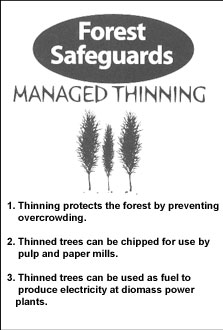 Forest
Safeguards
MANAGED THINNING
1. Thinning protects the forest by preventing
overcrowding.
2. Thinned trees can be chipped for use by
pulp and paper mills.
3. Thinned trees can be used as fuel to
produce electricity at diomass power
plants.